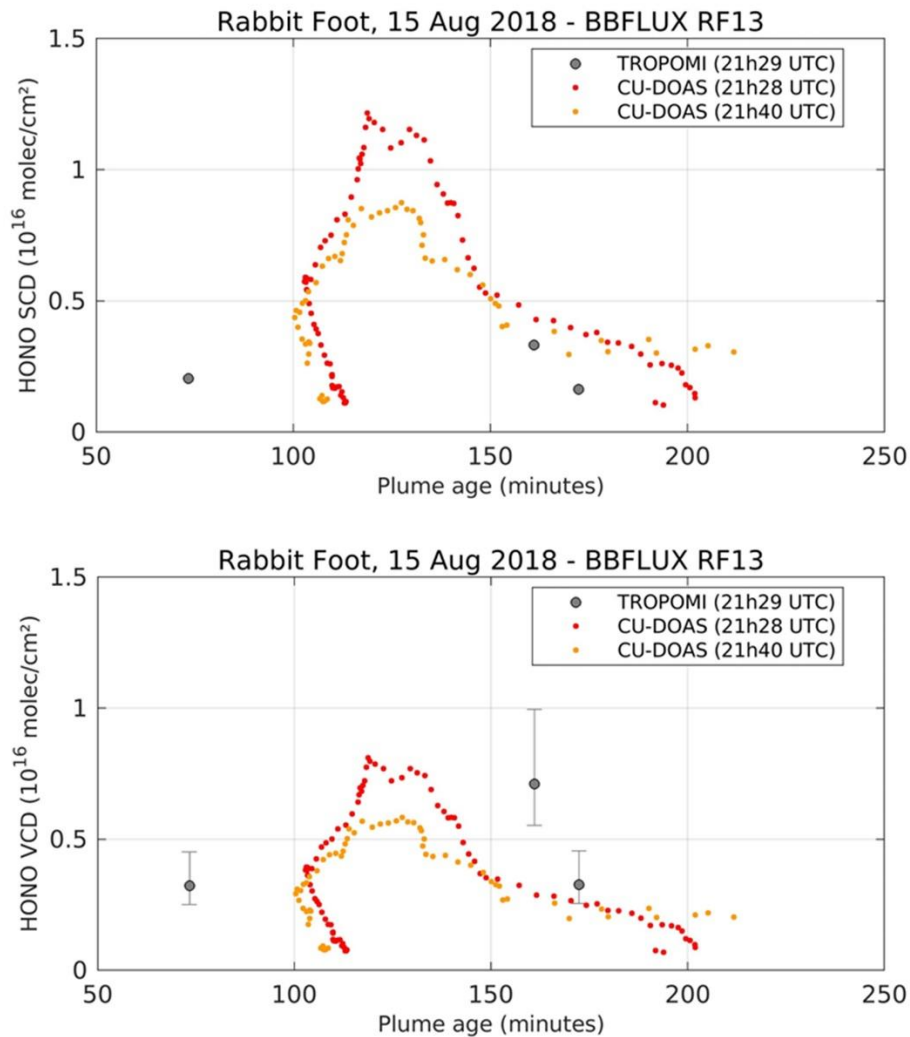 Rabbit Foot, 15 Aug 2018 - BBFLUX RF13
1.5
TROPOMI (21h29 UTC)
CU-DOAS (21h28 UTC)
CU-DOAS (21h40 UTC)
HONO SCD (10¹⁶ molec/cm²)
1
0.5
0
50 100 150 200 250
Plume age (minutes)
Rabbit Foot, 15 Aug 2018 - BBFLUX RF13
1.5
TROPOMI (21h29 UTC)
CU-DOAS (21h28 UTC)
CU-DOAS (21h40 UTC)
HONO VCD (10¹⁶ molec/cm²)
1
0.5
0
50 100 150 200 250
Plume age (minutes)